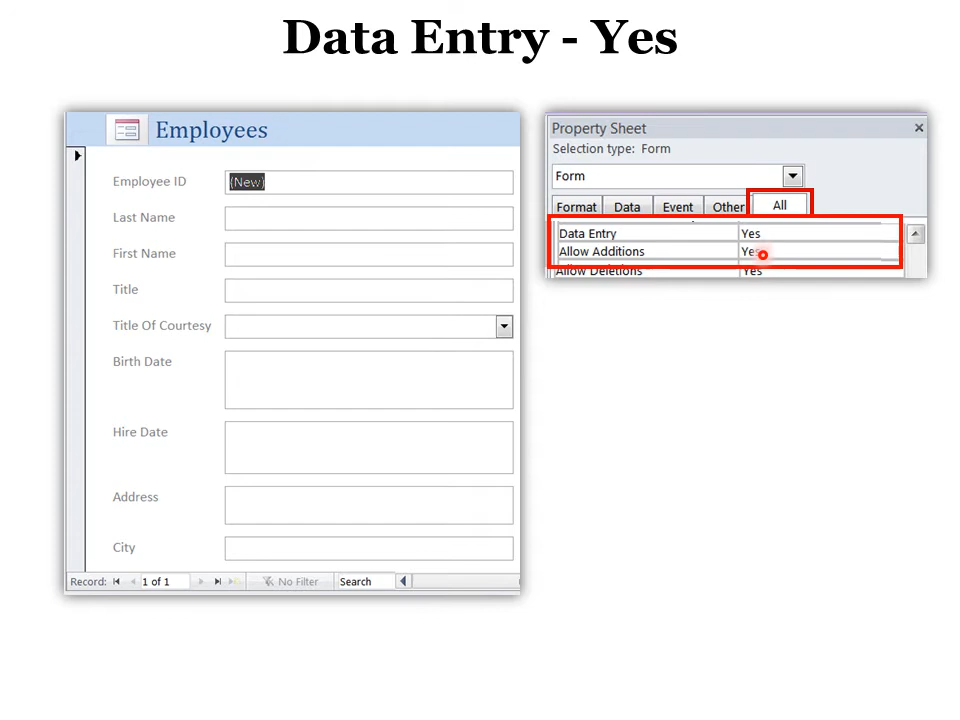 Data Entry - Yes
Employees
Employee ID
(New)
Last Name
First Name
Title
Title Of Courtesy
Birth Date
Hire Date
Address
City
Record: 1 of 1 No Filter Search
Property Sheet
Selection type: Form
Form
Format Data Event Other All
Data Entry Yes
Allow Additions Yes
Allow Deletions Yes